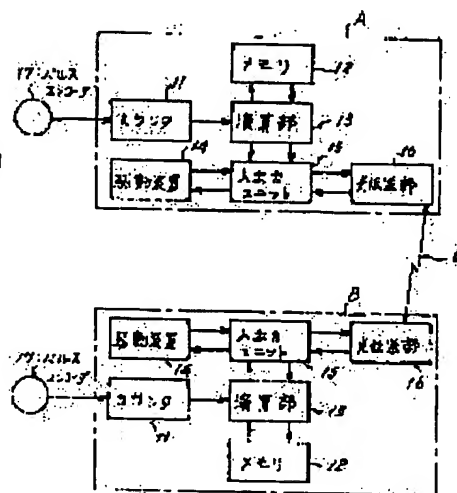 A
メモリ
12
17:パルス
エンコーダ
11
カウンタ
演算部
13
14
駆動装置
入出力
ユニット
15
光伝送部
16
B
駆動装置
14
入出力
ユニット
15
光伝送部
16
17:パルス
エンコーダ
カウンタ
11
演算部
13
メモリ
12